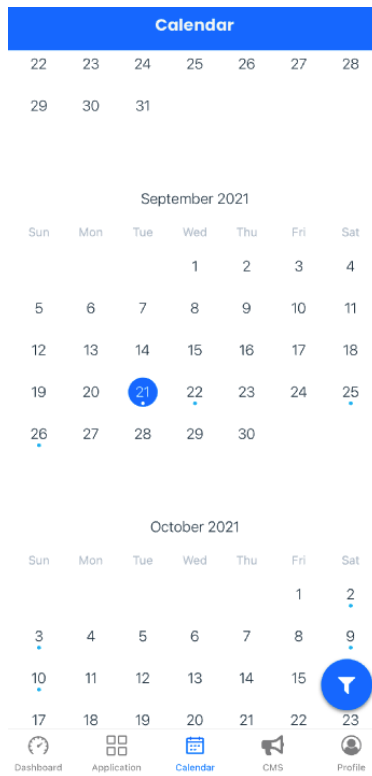 Calendar
22 23 24 25 26 27 28
29 30 31
September 2021
Sun Mon Tue Wed Thu Fri Sat
1 2 3 4
5 6 7 8 9 10 11
12 13 14 15 16 17 18
19 20 21 22 23 24 25
26 27 28 29 30
October 2021
Sun Mon Tue Wed Thu Fri Sat
1 2
3 4 5 6 7 8 9
10 11 12 13 14 15
17 18 19 20 21 22 23
Dashboard Application Calendar CMS Profile